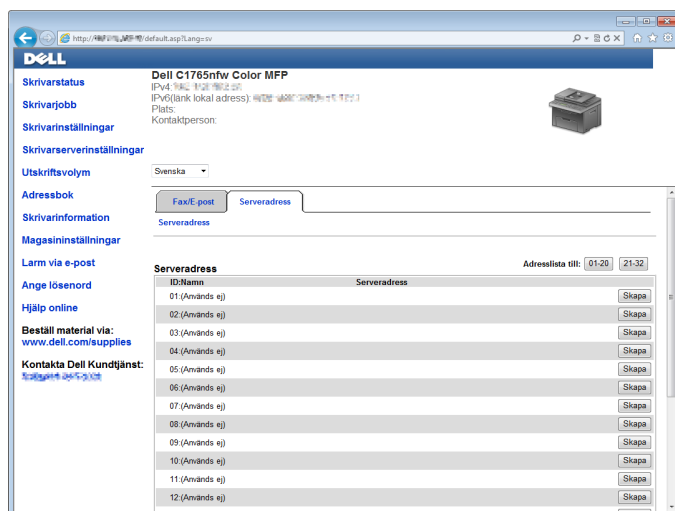 http://
/default.asp?Lang=sv
DELL
Skrivarstatus
Skrivarjobb
Skrivarinställningar
Skrivarserverinställningar
Utskriftsvolym
Adressbok
Skrivarinformation
Magasininställningar
Larm via e-post
Ange lösenord
Hjälp online
Beställ material via:
www.dell.com/supplies
Kontakta Dell Kundtjänst:
Dell C1765nfw Color MFP
IPv4:
IPv6(länk lokal adress):
Plats:
Kontaktperson:
Svenska
Fax/E-post Serveradress
Serveradress
Serveradress Adresslista till: 01-20 21-32
ID:Namn Serveradress
01:(Används ej) Skapa
02:(Används ej) Skapa
03:(Används ej) Skapa
04:(Används ej) Skapa
05:(Används ej) Skapa
06:(Används ej) Skapa
07:(Används ej) Skapa
08:(Används ej) Skapa
09:(Används ej) Skapa
10:(Används ej) Skapa
11:(Används ej) Skapa
12:(Används ej) Skapa